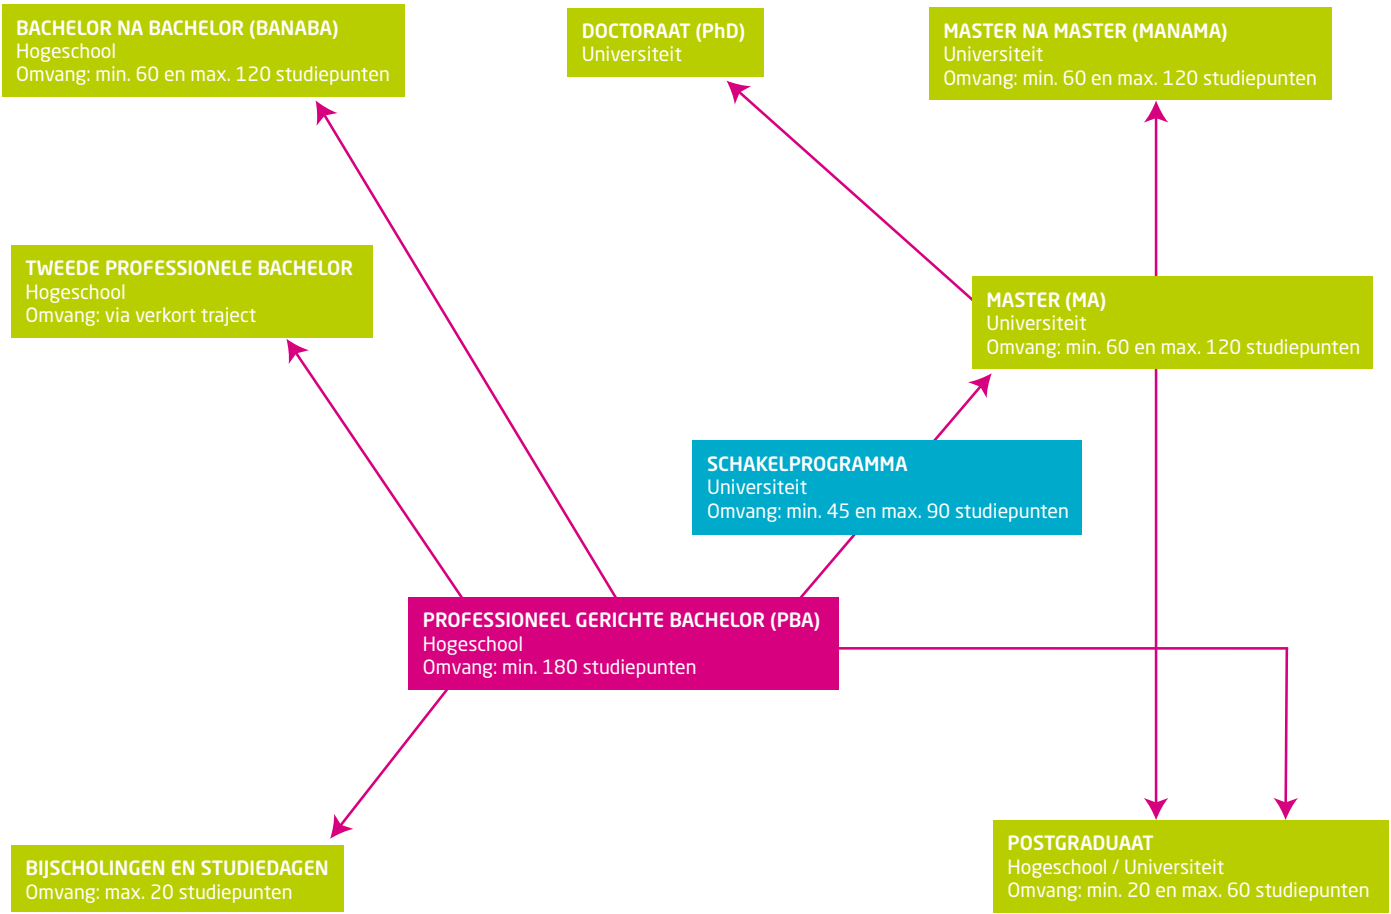 BACHELOR NA BACHELOR (BANABA)
Hogeschool
Omvang: min. 60 en max. 120 studiepunten
DOCTORAAT (PhD)
Universiteit
MASTER NA MASTER (MANAMA)
Universiteit
Omvang: min. 60 en max. 120 studiepunten
TWEEDE PROFESSIONELE BACHELOR
Hogeschool
Omvang: via verkort traject
MASTER (MA)
Universiteit
Omvang: min. 60 en max. 120 studiepunten
SCHAKELPROGRAMMA
Universiteit
Omvang: min. 45 en max. 90 studiepunten
PROFESSIONEEL GERICHTE BACHELOR (PBA)
Hogeschool
Omvang: min. 180 studiepunten
BIJSCHOLINGEN EN STUDIEDAGEN
Omvang: max. 20 studiepunten
POSTGRADUAAT
Hogeschool / Universiteit
Omvang: min. 20 en max. 60 studiepunten